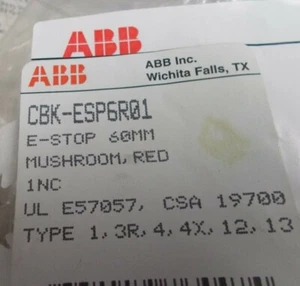 ABB
ABB Inc.
Wichita Falls, TX
ABB
CBK-ESP6R01
E-STOP 60MM
MUSHROOM, RED
1NC
UL E57057, CSA 19700
TYPE 1, 3R, 4, 4X, 12, 13